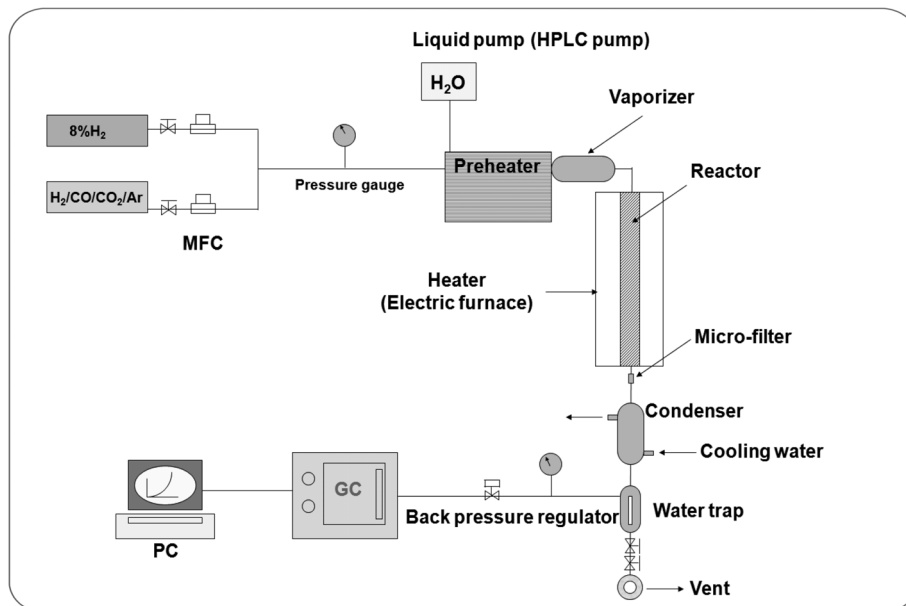 Liquid pump (HPLC pump)
H₂O
Vaporizer
8%H₂
Preheater
Reactor
Pressure gauge
H₂/CO/CO₂/Ar
MFC
Heater
(Electric furnace)
Micro-filter
Condenser
Cooling water
GC
Back pressure regulator
Water trap
PC
Vent